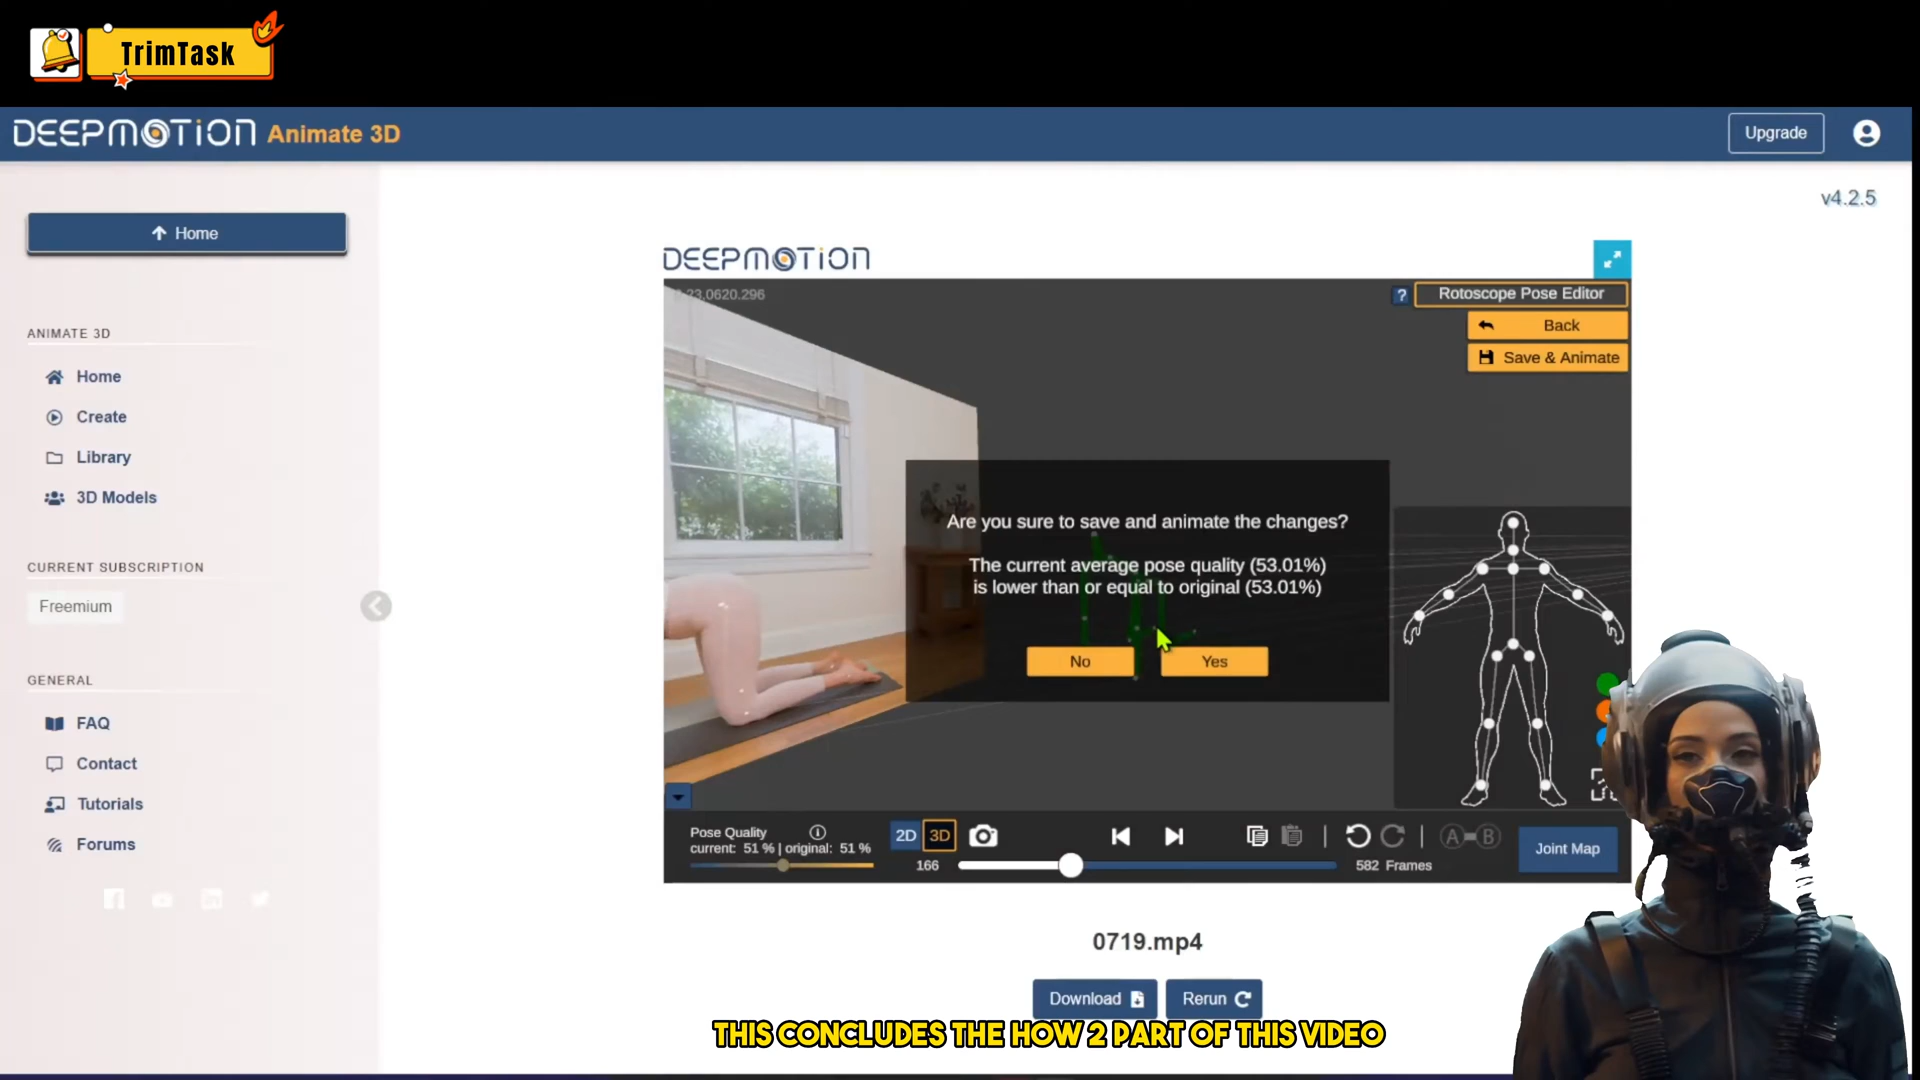 TrimTask
DEEPMOTION Animate 3D
Upgrade
v4.2.5
Home
ANIMATE 3D
Home
Create
Library
3D Models
CURRENT SUBSCRIPTION
Freemium
GENERAL
FAQ
Contact
Tutorials
Forums
DEEPMOTION
23.0620.296
? Rotoscope Pose Editor
Back
Save & Animate
Are you sure to save and animate the changes?
The current average pose quality (53.01%)
is lower than or equal to original (53.01%)
No Yes
Pose Quality
current: 51 % | original: 51 %
2D 3D
A B
Joint Map
166
582 Frames
0719.mp4
Download Rerun
THIS CONCLUDES THE HOW 2 PART OF THIS VIDEO